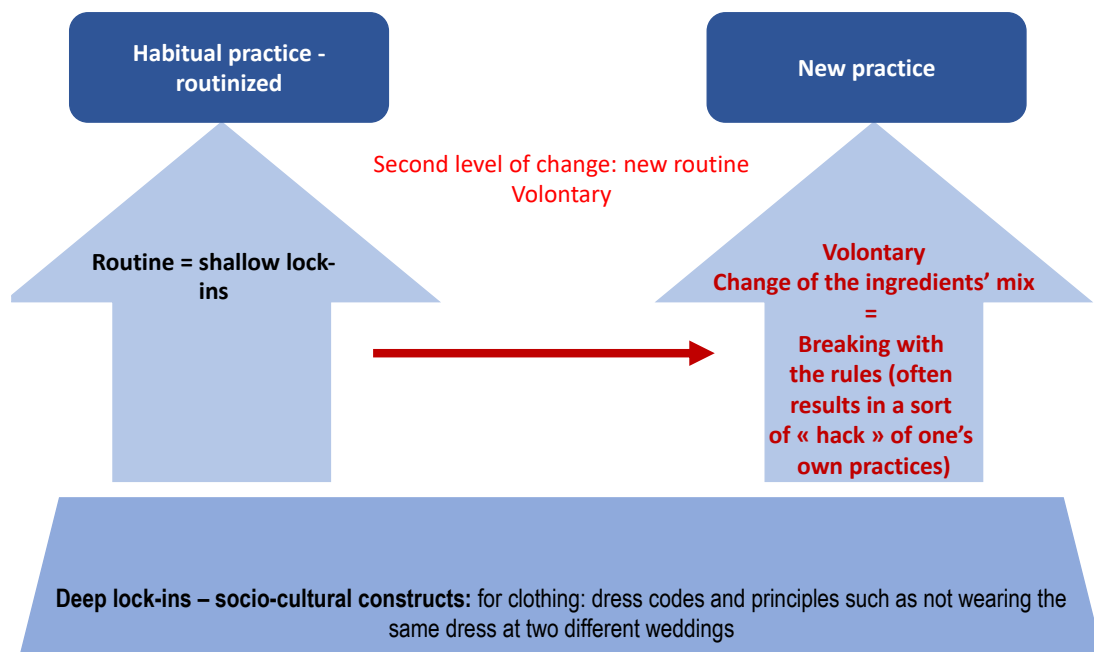 Habitual practice -
routinized
New practice
Second level of change: new routine
Volontary
Routine = shallow lock-
ins
Volontary
Change of the ingredients’ mix
=
Breaking with
the rules (often
results in a sort
of « hack » of one’s
own practices)
Deep lock-ins – socio-cultural constructs: for clothing: dress codes and principles such as not wearing the
same dress at two different weddings